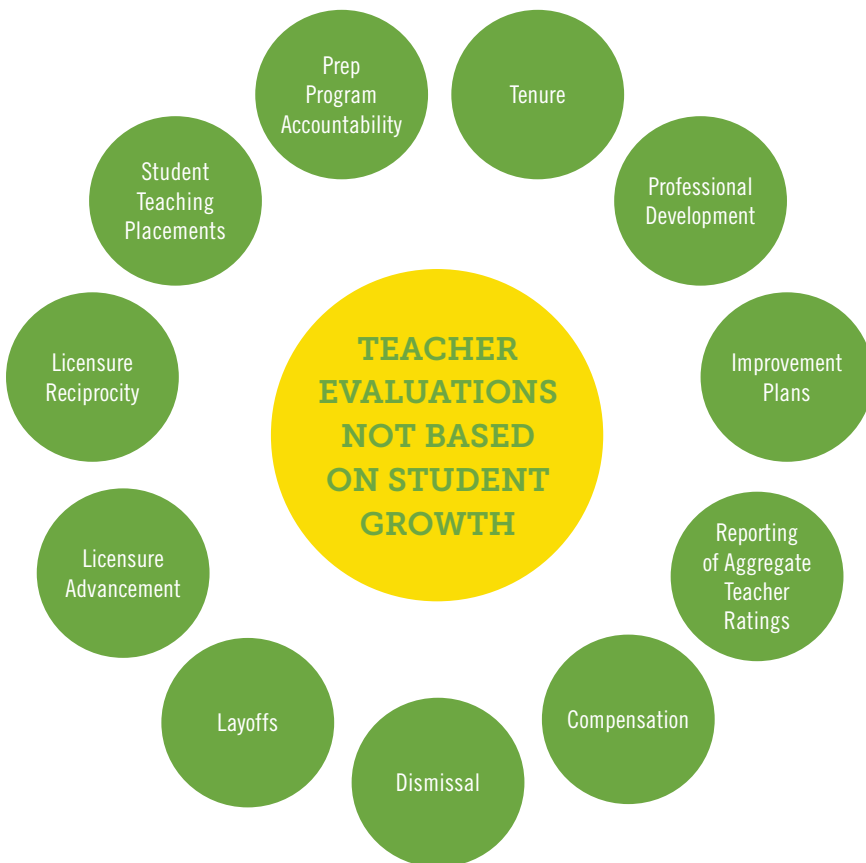 Prep
Program
Accountability
Tenure
Professional
Development
Improvement
Plans
Reporting
of Aggregate
Teacher
Ratings
Compensation
Dismissal
Layoffs
Licensure
Advancement
Licensure
Reciprocity
Student
Teaching
Placements
TEACHER
EVALUATIONS
NOT BASED
ON STUDENT
GROWTH